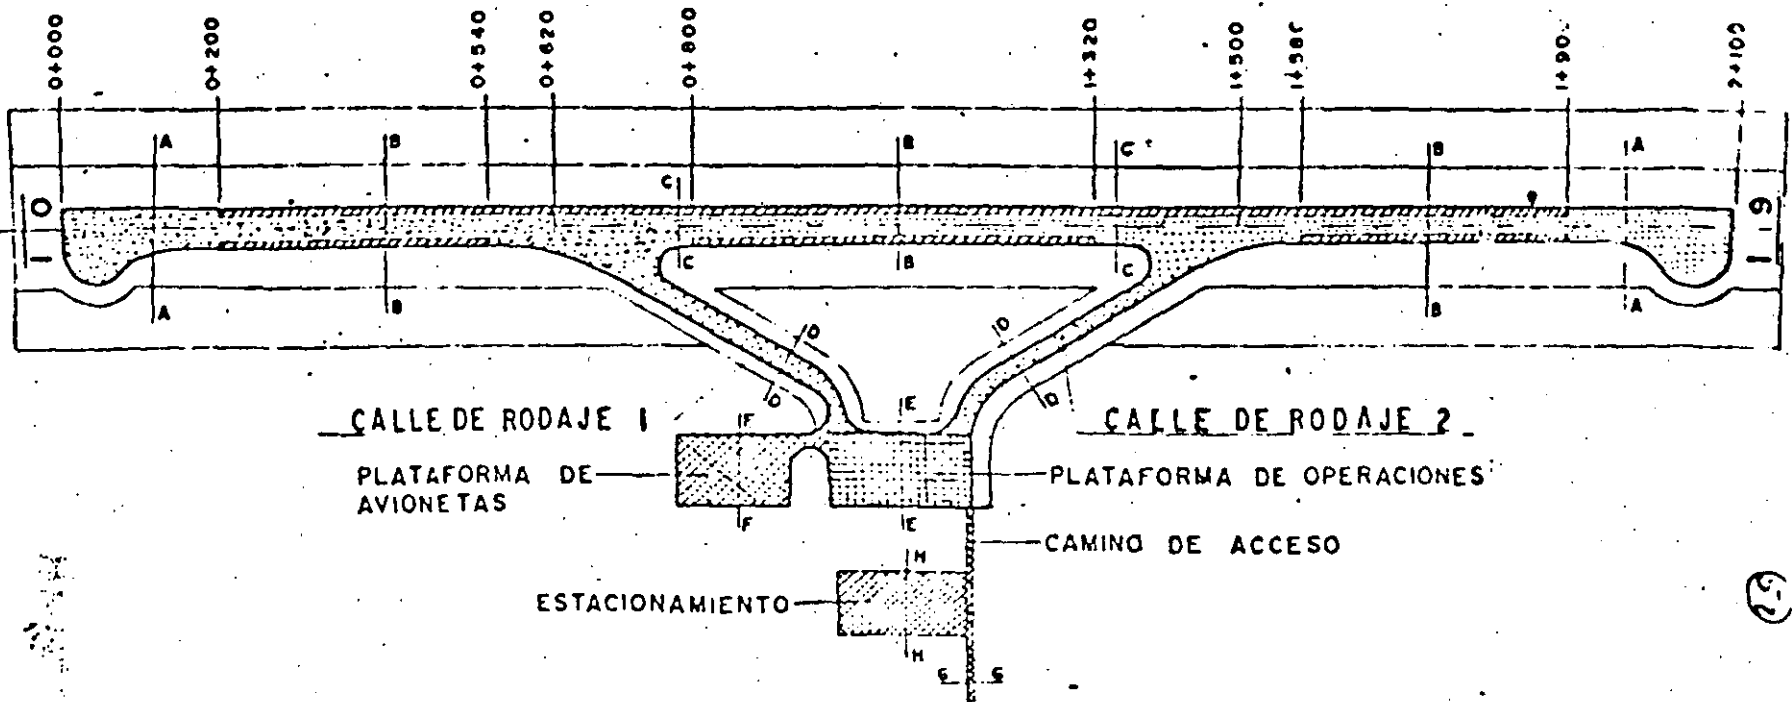 0+000
0+200
0+540
0+620
0+800
1+320
1+500
1+580
1+90
2+100
A
B
B
C
C
B
A
10
19
C
B
C
A
B
B
A
D
D
D
D
CALLE DE RODAJE 1
F
E
CALLE DE RODAJE 2
PLATAFORMA DE
AVIONETAS
PLATAFORMA DE OPERACIONES
F
E
CAMINO DE ACCESO
H
ESTACIONAMIENTO
H
G G